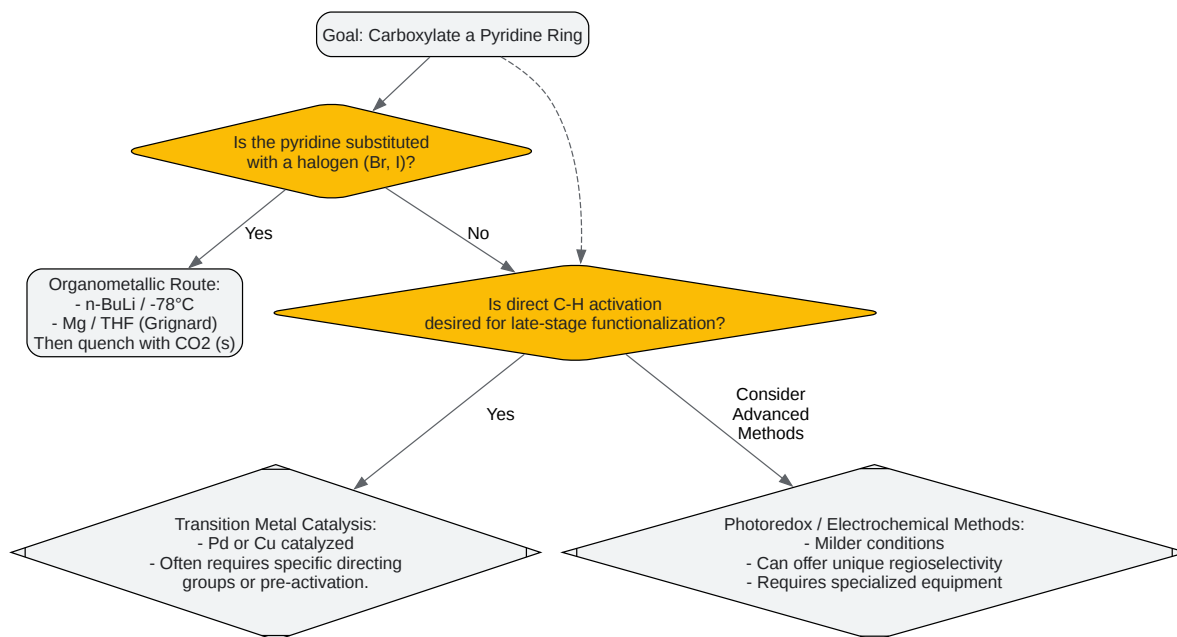 Goal: Carboxylate a Pyridine Ring
Is the pyridine substituted
with a halogen (Br, I)?
Yes
No
Organometallic Route:
- n-BuLi / -78°C
- Mg / THF (Grignard)
Then quench with CO2 (s)
Is direct C-H activation
desired for late-stage functionalization?
Yes
Consider
Advanced
Methods
Transition Metal Catalysis:
- Pd or Cu catalyzed
- Often requires specific directing
groups or pre-activation.
Photoredox / Electrochemical Methods:
- Milder conditions
- Can offer unique regioselectivity
- Requires specialized equipment